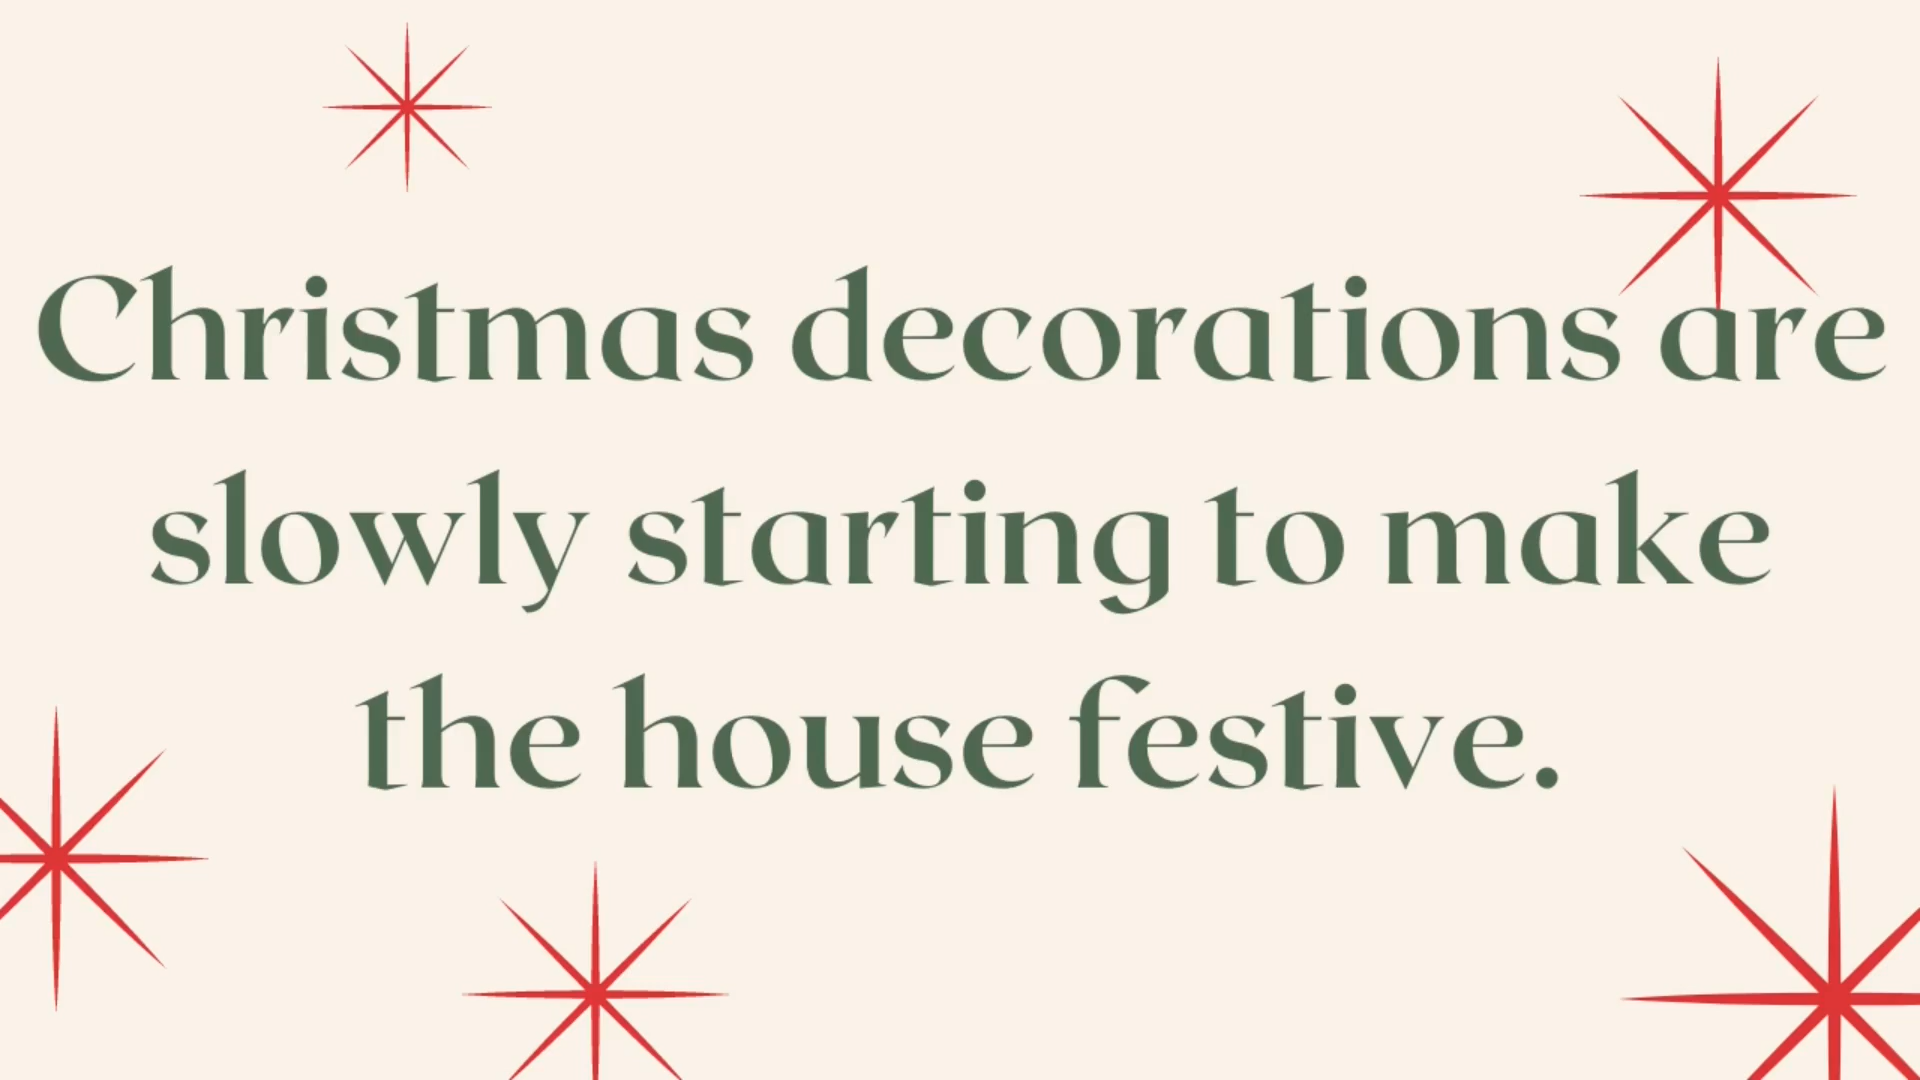 Christmas decorations are
slowly starting to make
the house festive.